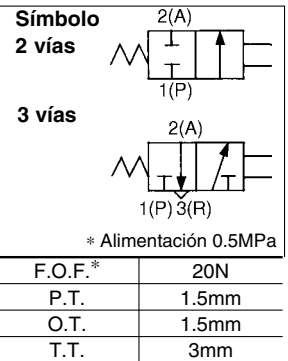 Símbolo
2 vías
2(A)
1(P)
3 vías
2(A)
1(P) 3(R)
* Alimentación 0.5MPa
F.O.F.* 20N
P.T. 1.5mm
O.T. 1.5mm
T.T. 3mm